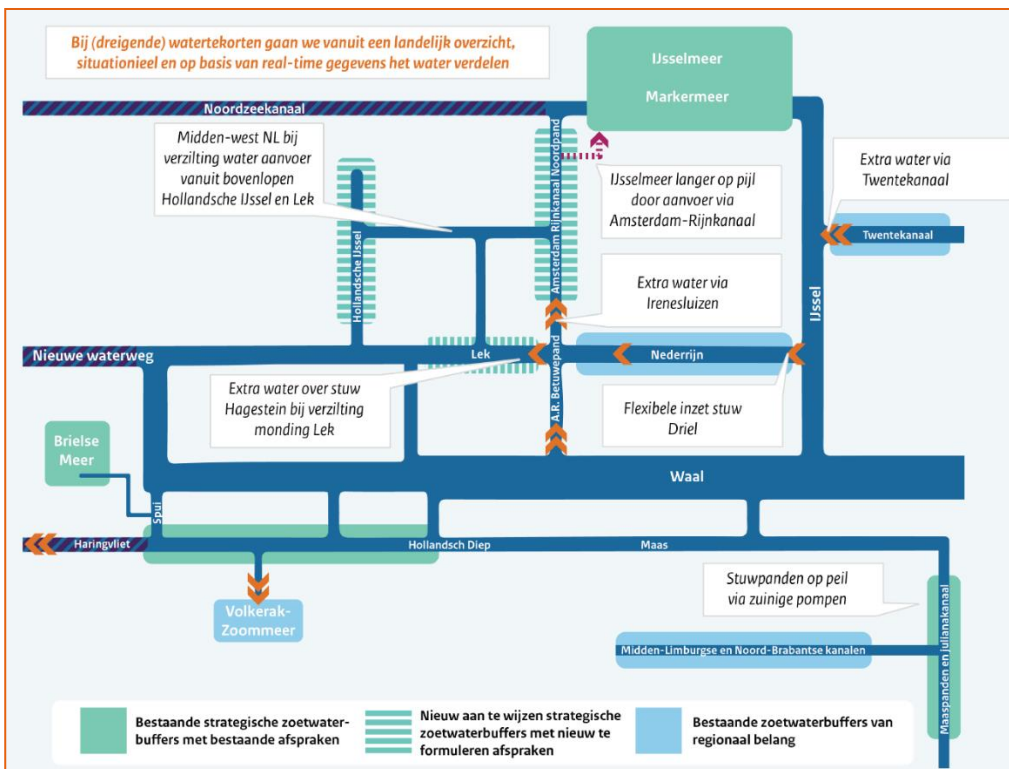 Bij (dreigende) watertekorten gaan we vanuit een landelijk overzicht,
situationieel en op basis van real-time gegevens het water verdelen
IJsselmeer
Markermeer
Noordzeekanaal
Midden-west NL bij
verzilting water aanvoer
vanuit bovenlopen
Hollandsche IJssel en Lek
Amsterdam Rijnkanaal Noordpand
IJsselmeer langer op pijl
door aanvoer via
Amsterdam-Rijnkanaal
Extra water via
Twentekanaal
Twentekanaal
Hollandsche IJssel
IJssel
Extra water via
Irenesluizen
Nieuwe waterweg
Lek
A.R. Betuwepand
Nederrijn
Extra water over stuw
Hagestein bij verzilting
monding Lek
Flexibele inzet stuw
Driel
Brielse
Meer
Waal
Spui
Haringvliet
Hollandsch Diep
Maas
Volkerak-
Zoommeer
Stuwpanden op peil
via zuinige pompen
Midden-Limburgse en Noord-Brabantse kanalen
Maaspanden en Julianakanaal
Bestaande strategische zoetwater-
buffers met bestaande afspraken
Nieuw aan te wijzen strategische
zoetwaterbuffers met nieuw te
formuleren afspraken
Bestaande zoetwaterbuffers van
regionaal belang